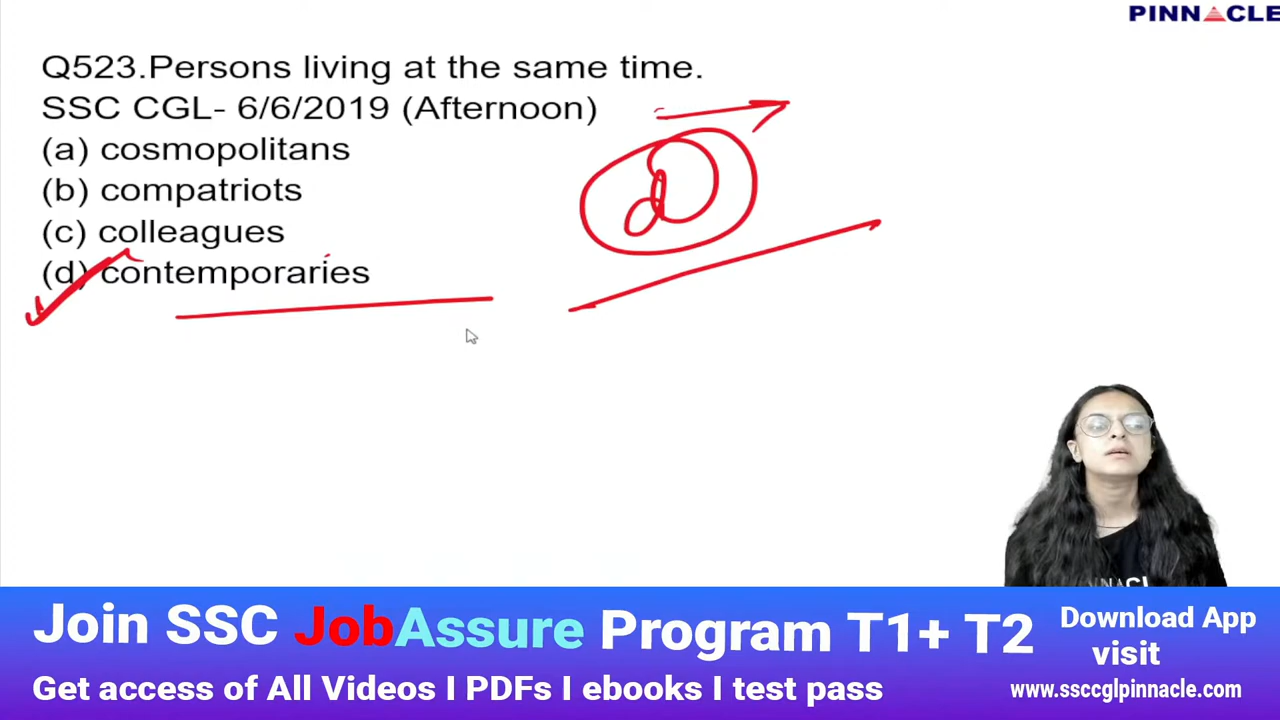 PINNACLE
Q523.Persons living at the same time.
SSC CGL- 6/6/2019 (Afternoon)
(a) cosmopolitans
(b) compatriots
(c) colleagues
(d) contemporaries
d
Join SSC JobAssure Program T1+ T2
Get access of All Videos I PDFs I ebooks I test pass
Download App
visit
www.ssccglpinnacle.com